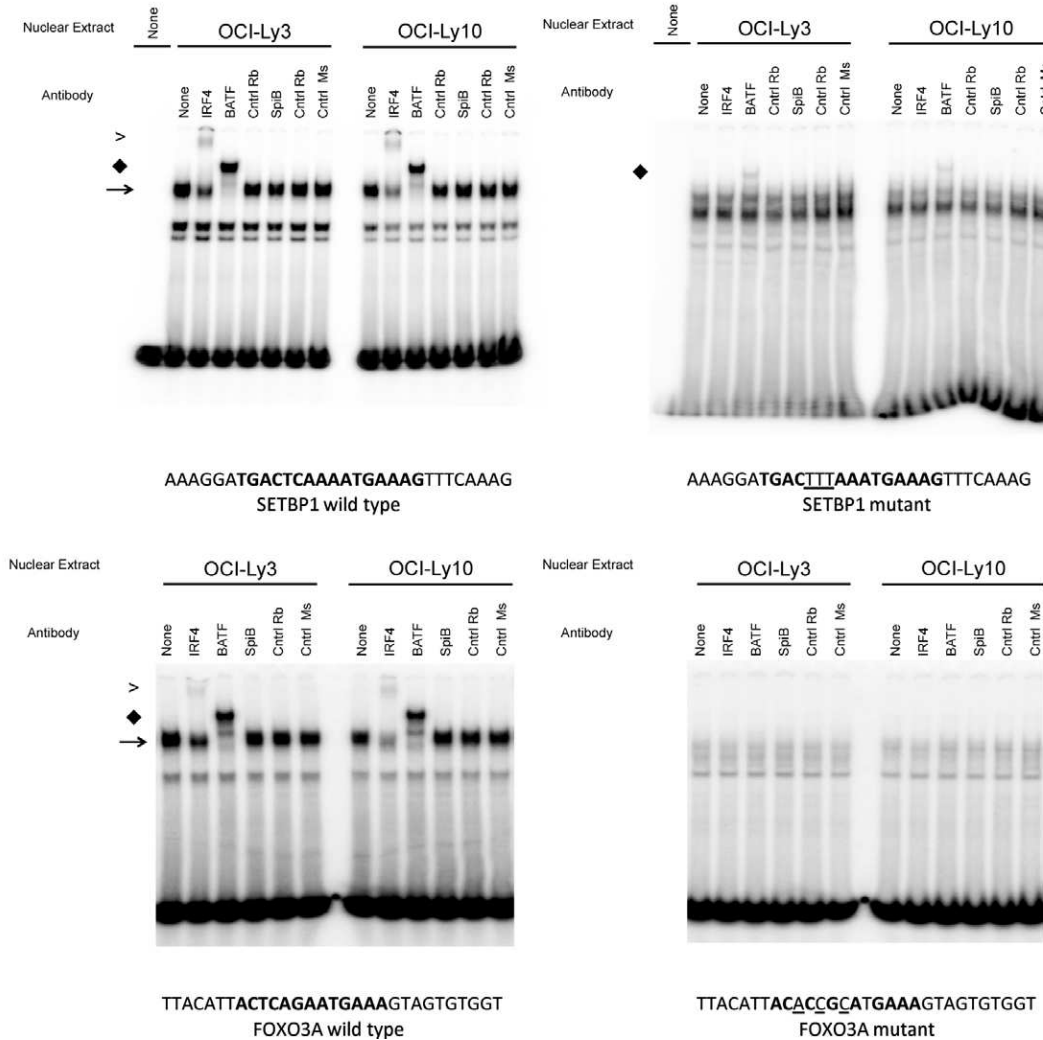 Nuclear Extract None OCI-Ly3 OCI-Ly10
Antibody None IRF4 BATF Cntrl Rb SpiB Cntrl Rb Cntrl Ms None IRF4 BATF Cntrl Rb SpiB Cntrl Rb Cntrl Ms
>
◆
→
AAAGGATGACTCAAAATGAAAGTTTCAAAG
SETBP1 wild type
Nuclear Extract None OCI-Ly3 OCI-Ly10
Antibody None IRF4 BATF Cntrl Rb SpiB Cntrl Rb Cntrl Ms None IRF4 BATF Cntrl Rb SpiB Cntrl Rb
◆
AAAGGATGACTTTAAATGAAAGTTTCAAAG
SETBP1 mutant
Nuclear Extract OCI-Ly3 OCI-Ly10
Antibody None IRF4 BATF SpiB Cntrl Rb Cntrl Ms None IRF4 BATF SpiB Cntrl Rb Cntrl Ms
>
◆
→
TTACATTACTCAGAATGAAAGTAGTGTGGT
FOXO3A wild type
Nuclear Extract OCI-Ly3 OCI-Ly10
Antibody None IRF4 BATF SpiB Cntrl Rb Cntrl Ms None IRF4 BATF SpiB Cntrl Rb Cntrl Ms
TTACATTACACCGCATGAAAGTAGTGTGGT
FOXO3A mutant